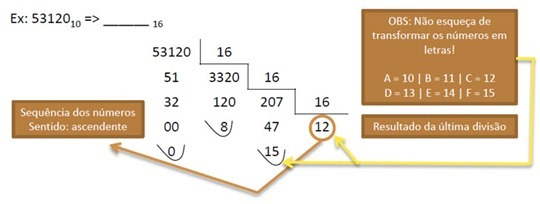 Ex: 53120₁₀ => ______ ₁₆
OBS: Não esqueça de
transformar os números em
letras!
A = 10 | B = 11 | C = 12
D = 13 | E = 14 | F = 15
53120 16
51 3320 16
32 120 207 16
00 8 47 12
0 15
Sequência dos números
Sentido: ascendente
Resultado da última divisão